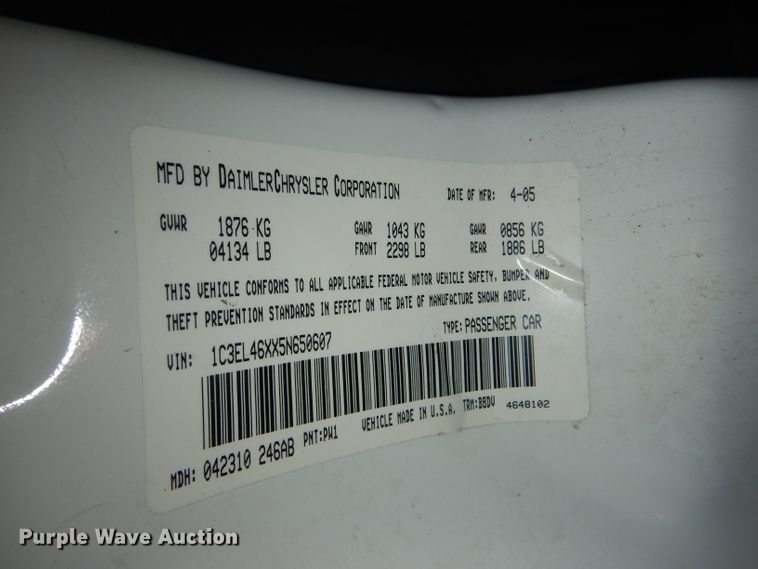 MFD BY DAIMLERCHRYSLER CORPORATION DATE OF MFR: 4-05
GVWR 1876 KG GAWR 1043 KG GAWR 0856 KG
04134 LB FRONT 2298 LB REAR 1886 LB
THIS VEHICLE CONFORMS TO ALL APPLICABLE FEDERAL MOTOR VEHICLE SAFETY, BUMPER AND
THEFT PREVENTION STANDARDS IN EFFECT ON THE DATE OF MANUFACTURE SHOWN ABOVE.
VIN: 1C3EL46XX5N650607 TYPE: PASSENGER CAR
MDH: 042310 246AB PNT:PW1 VEHICLE MADE IN U.S.A. TRM:BBDV 4648102
Purple Wave Auction